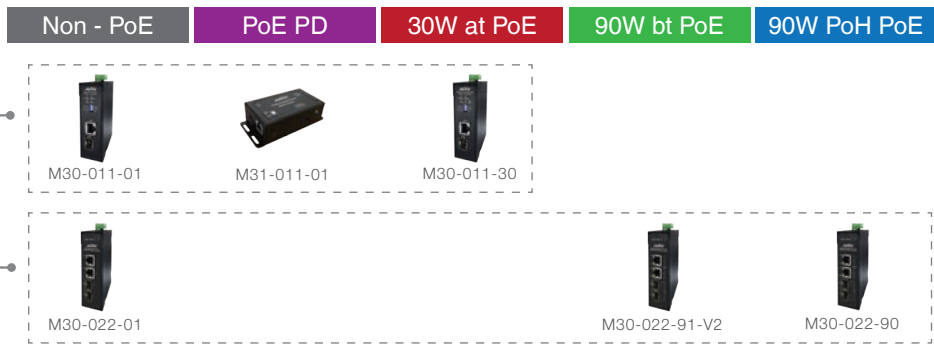 Non - PoE PoE PD 30W at PoE 90W bt PoE 90W PoH PoE
M30-011-01 M31-011-01 M30-011-30
M30-022-01 M30-022-91-V2 M30-022-90